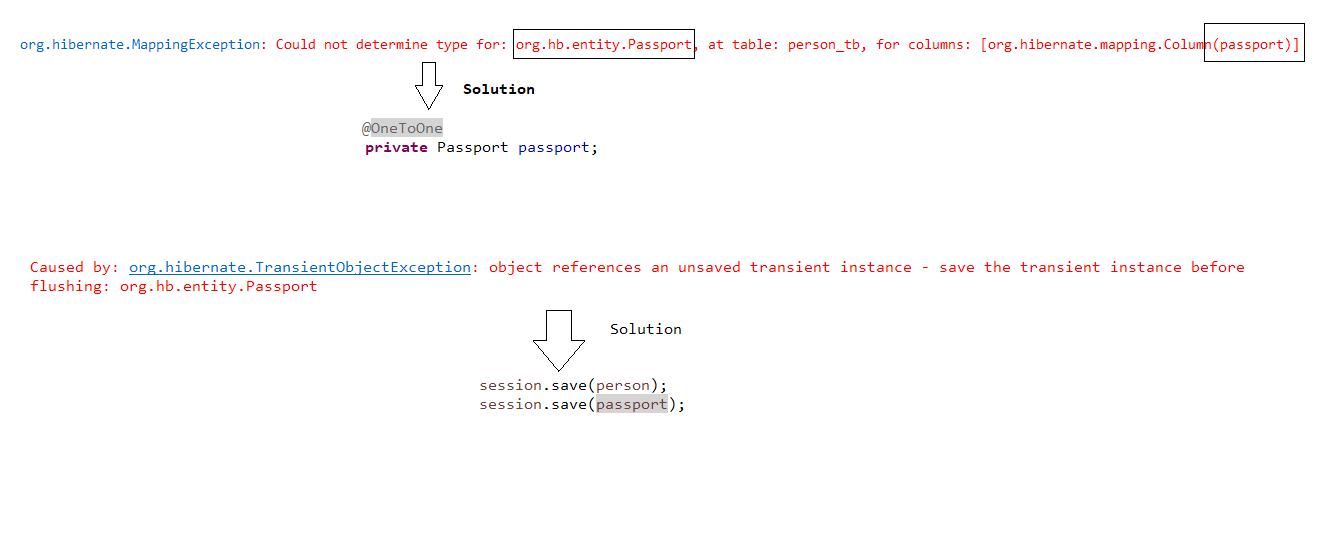 org.hibernate.MappingException: Could not determine type for: org.hb.entity.Passport, at table: person_tb, for columns: [org.hibernate.mapping.Column(passport)]
Solution
@OneToOne
private Passport passport;
Caused by: org.hibernate.TransientObjectException: object references an unsaved transient instance - save the transient instance before
flushing: org.hb.entity.Passport
Solution
session.save(person);
session.save(passport);